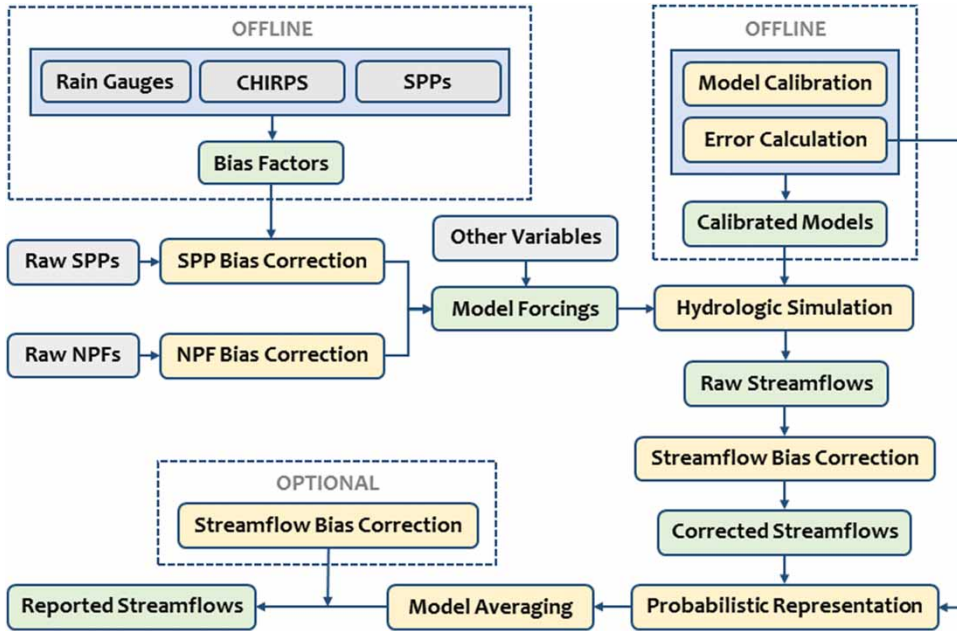 OFFLINE
Rain Gauges
CHIRPS
SPPs
Bias Factors
OFFLINE
Model Calibration
Error Calculation
Calibrated Models
Other Variables
Raw SPPs
SPP Bias Correction
Model Forcings
Hydrologic Simulation
Raw NPFs
NPF Bias Correction
Raw Streamflows
Streamflow Bias Correction
OPTIONAL
Streamflow Bias Correction
Corrected Streamflows
Reported Streamflows
Model Averaging
Probabilistic Representation